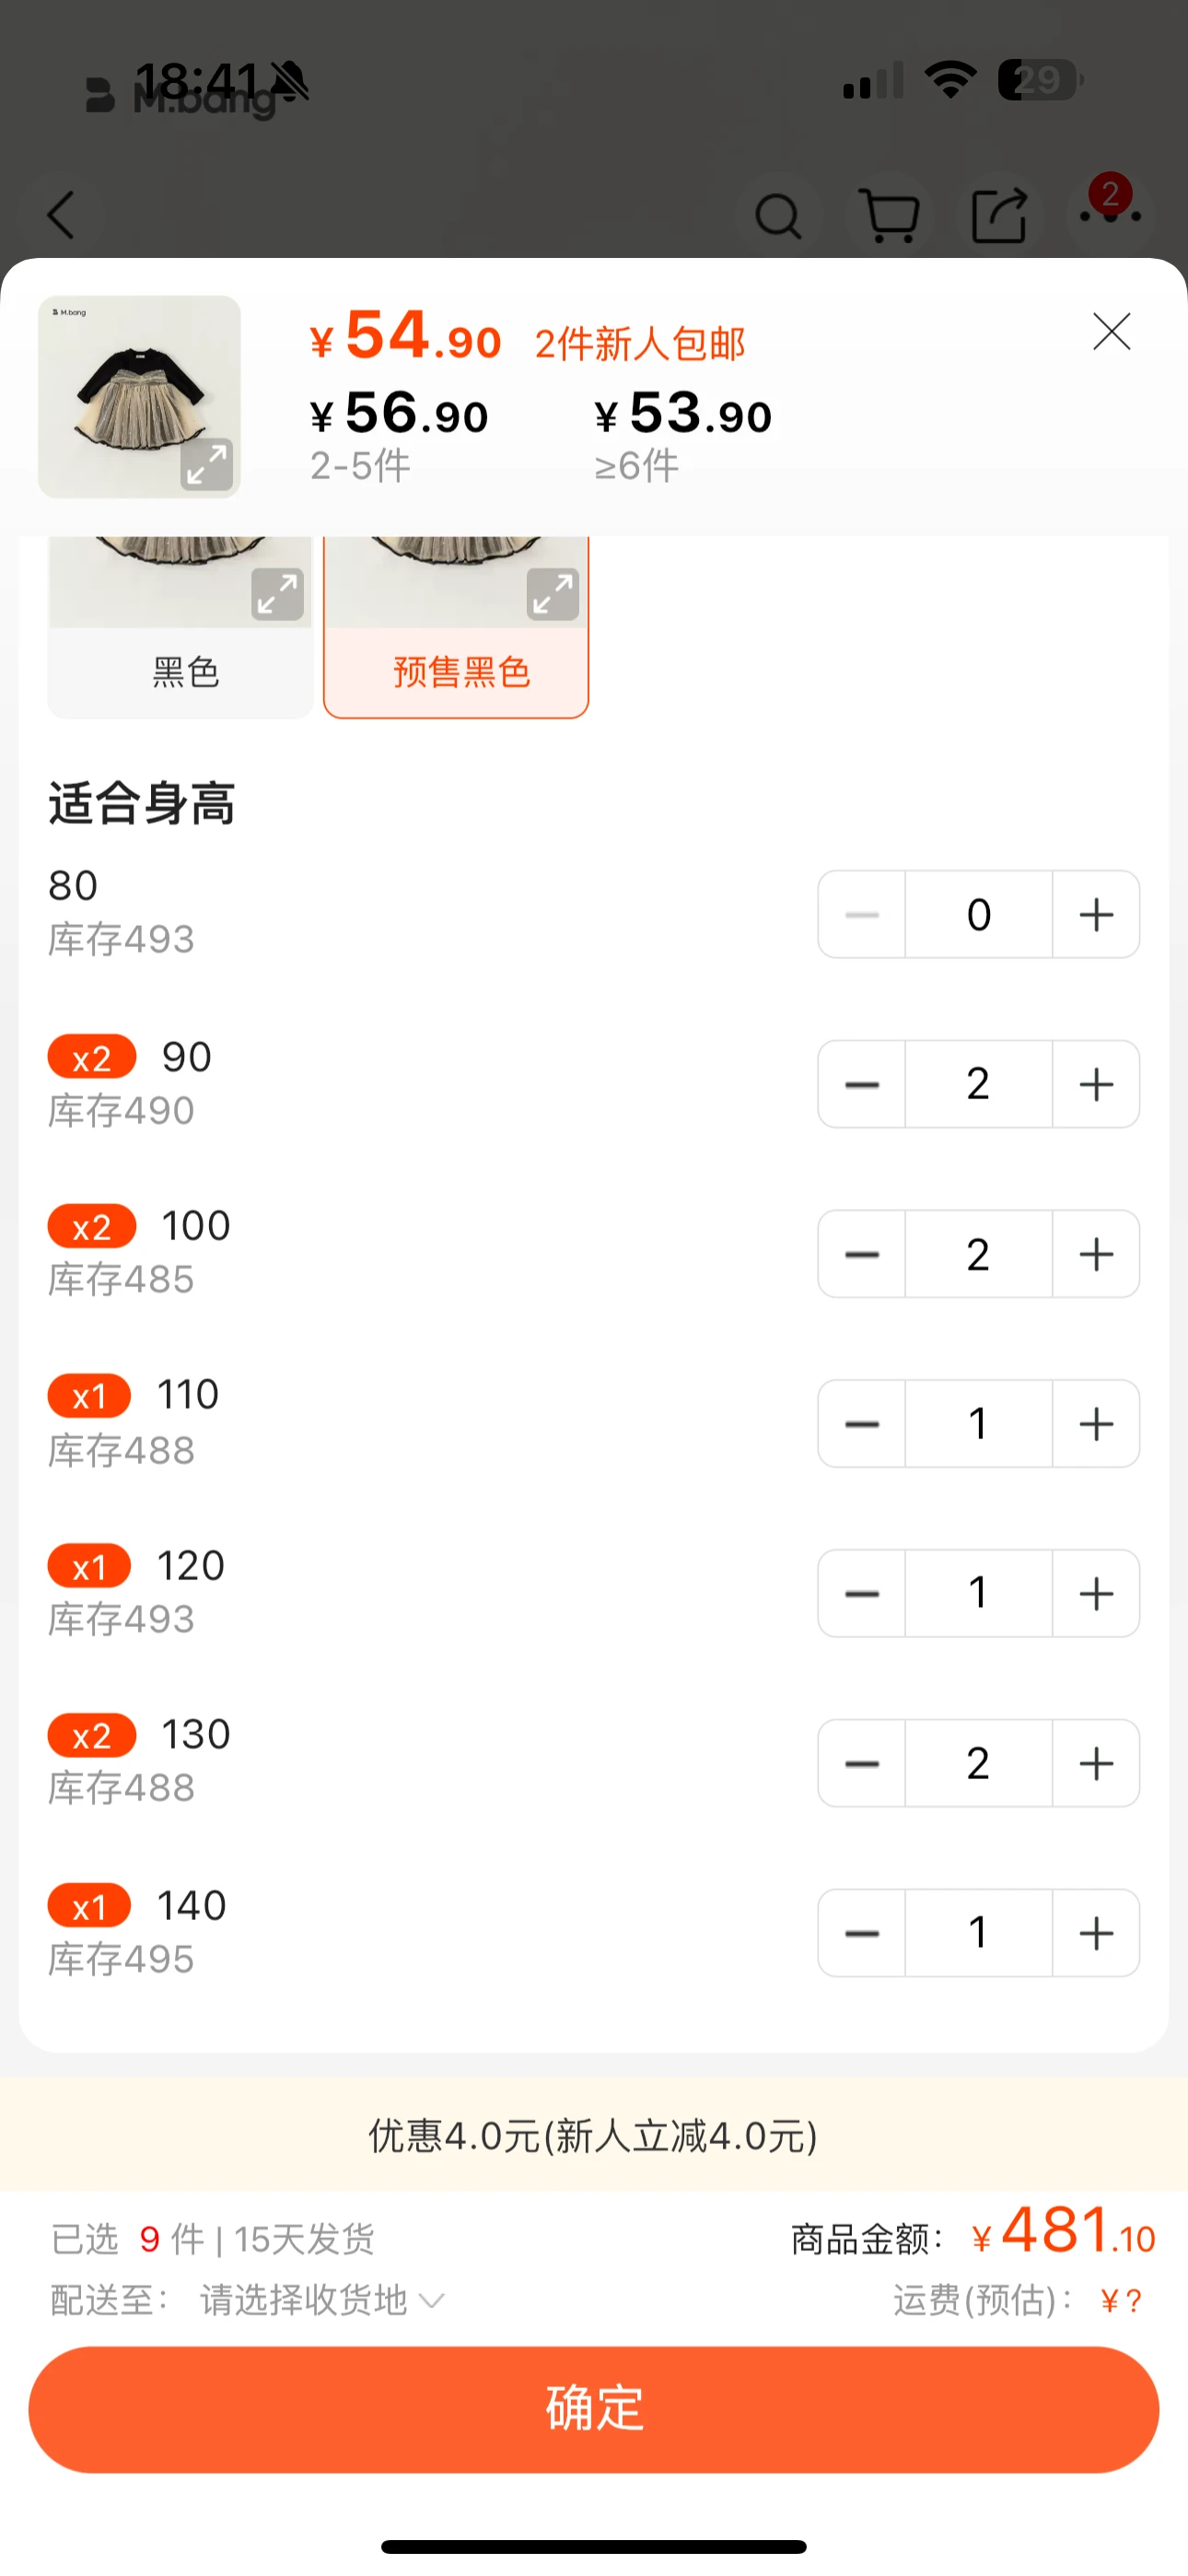 18:41
M.bang
29
2
M.bang
¥54.90 2件新人包邮
¥56.90 ¥53.90
2-5件 ≥6件
黑色 预售黑色
适合身高
80
库存493
0
x2 90
库存490
2
x2 100
库存485
2
x1 110
库存488
1
x1 120
库存493
1
x2 130
库存488
2
x1 140
库存495
1
优惠4.0元(新人立减4.0元)
已选 9 件 | 15天发货 商品金额: ¥481.10
配送至: 请选择收货地 运费(预估): ¥?
确定